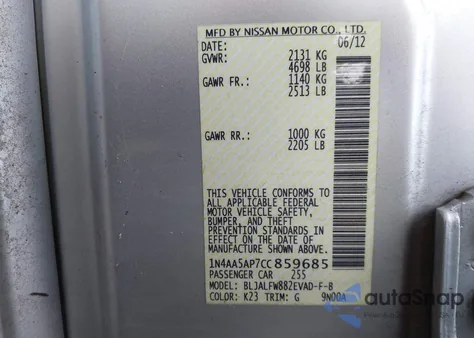 MFD BY NISSAN MOTOR CO., LTD.
DATE: 06/12
GVWR: 2131 KG
4698 LB
GAWR FR.: 1140 KG
2513 LB
GAWR RR.: 1000 KG
2205 LB
THIS VEHICLE CONFORMS TO
ALL APPLICABLE FEDERAL
MOTOR VEHICLE SAFETY,
BUMPER, AND THEFT
PREVENTION STANDARDS IN
EFFECT ON THE DATE OF
MANUFACTURE SHOWN ABOVE.
1N4AA5AP7CC859685
PASSENGER CAR 255
MODEL: BLJALFW882EVAD-F-B
COLOR: K23 TRIM: G 9N00A
autoSnap